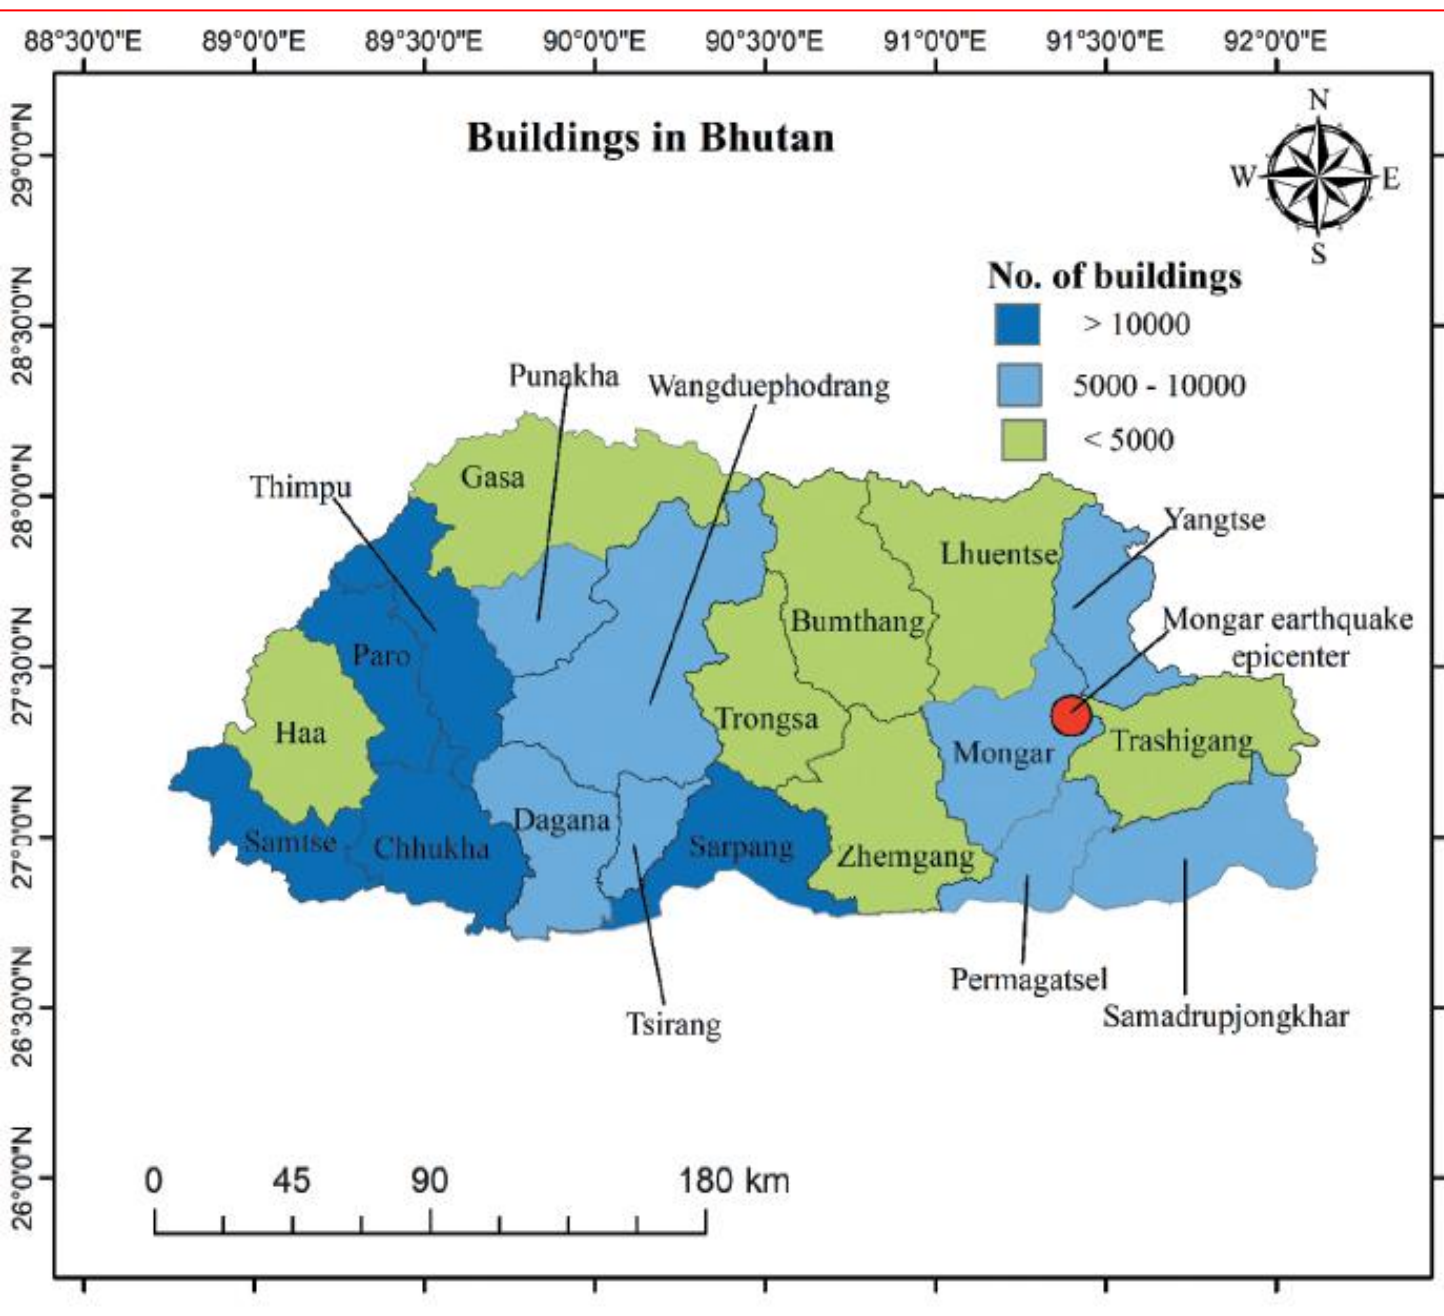 88°30'0"E 89°0'0"E 89°30'0"E 90°0'0"E 90°30'0"E 91°0'0"E 91°30'0"E 92°0'0"E
29°0'0"N
28°30'0"N
28°0'0"N
27°30'0"N
27°0'0"N
26°30'0"N
26°0'0"N
Buildings in Bhutan
N
W E
S
No. of buildings
> 10000
5000 - 10000
< 5000
Punakha
Wangduephodrang
Thimpu
Gasa
Yangtse
Lhuentse
Mongar earthquake
epicenter
Bumthang
Paro
Haa
Trongsa
Mongar
Trashigang
Dagana
Samtse
Chhukha
Sarpang
Zhemgang
Permagatsel
Samadrupjongkhar
Tsirang
0 45 90 180 km